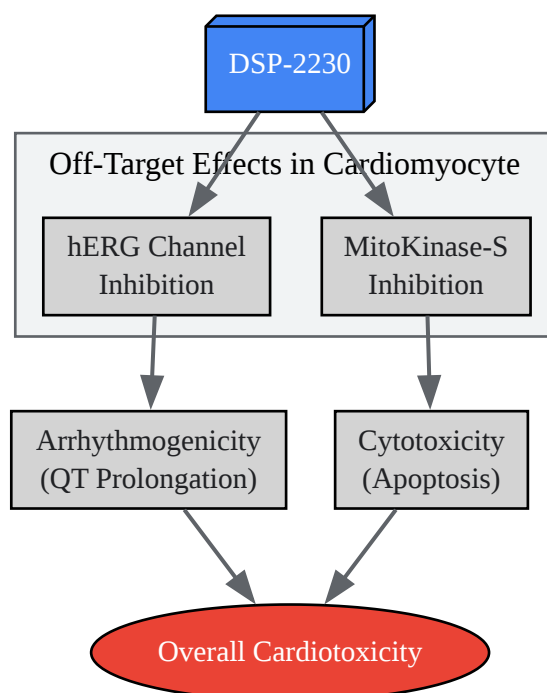 DSP-2230
Off-Target Effects in Cardiomyocyte
hERG Channel
Inhibition
MitoKinase-S
Inhibition
Arrhythmogenicity
(QT Prolongation)
Cytotoxicity
(Apoptosis)
Overall Cardiotoxicity